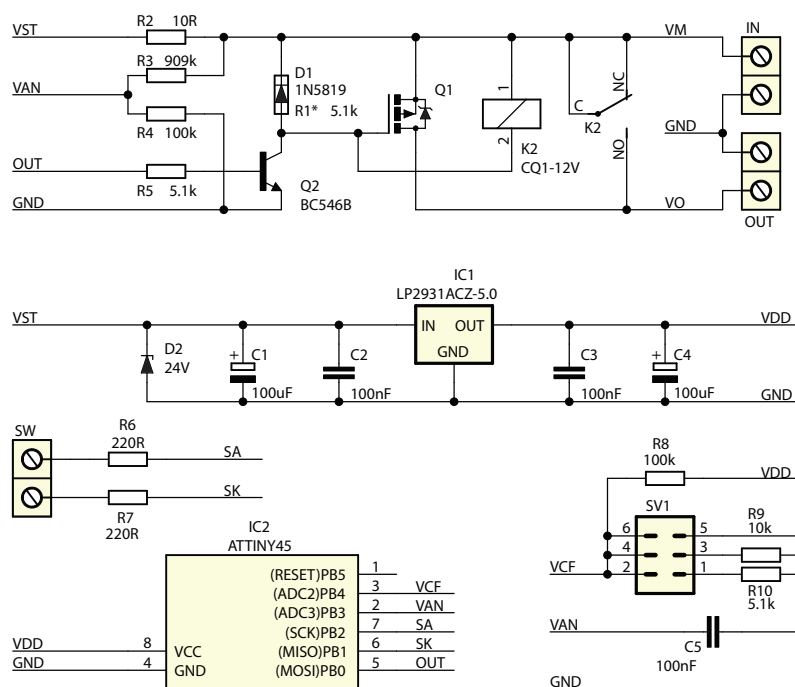 VST
R2 10R
R3 909k
VAN
R4 100k
OUT
R5 5.1k
GND
D1
1N5819
R1* 5.1k
Q2
BC546B
Q1
1
2
K2
CQ1-12V
C
K2
NC
NO
VM
IN
GND
VO
OUT
VST
D2
24V
+ C1
100uF
C2
100nF
IC1
LP2931ACZ-5.0
IN OUT
GND
C3
100nF
+ C4
100uF
VDD
GND
SW
R6
220R
SA
SK
R7
220R
IC2
ATTINY45
(RESET)PB5 1
(ADC2)PB4 3 VCF
(ADC3)PB3 2 VAN
(SCK)PB2 7 SA
(MISO)PB1 6 SK
(MOSI)PB0 5 OUT
VDD 8 VCC
GND 4 GND
R8
100k
VDD
SV1
6 5
4 3
2 1
VCF
R9
10k
R10
5.1k
VAN
C5
100nF
GND